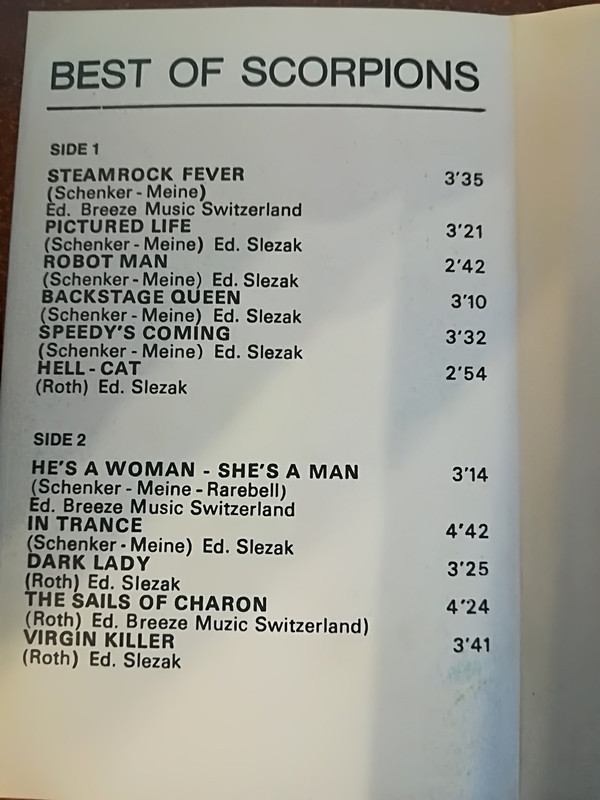 BEST OF SCORPIONS
SIDE 1
STEAMROCK FEVER 3'35
(Schenker - Meine)
Ed. Breeze Music Switzerland
PICTURED LIFE 3'21
(Schenker - Meine) Ed. Slezak
ROBOT MAN 2'42
(Schenker - Meine) Ed. Slezak
BACKSTAGE QUEEN 3'10
(Schenker - Meine) Ed. Slezak
SPEEDY'S COMING 3'32
(Schenker - Meine) Ed. Slezak
HELL - CAT 2'54
(Roth) Ed. Slezak
SIDE 2
HE'S A WOMAN - SHE'S A MAN 3'14
(Schenker - Meine - Rarebell)
Ed. Breeze Music Switzerland
IN TRANCE 4'42
(Schenker - Meine) Ed. Slezak
DARK LADY 3'25
(Roth) Ed. Slezak
THE SAILS OF CHARON 4'24
(Roth) Ed. Breeze Muzic Switzerland)
VIRGIN KILLER 3'41
(Roth) Ed. Slezak